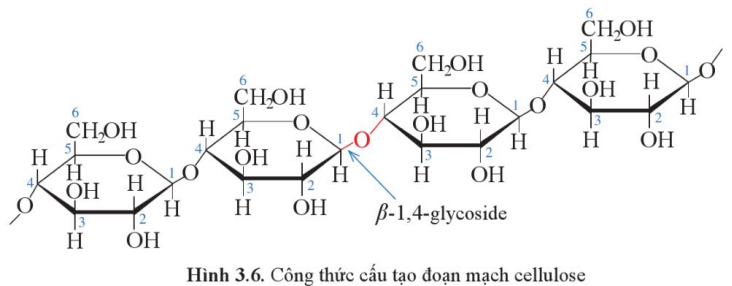 6
CH₂OH
5
H
O
H
4
OH
H
1
O
3
2
H
H
OH
6
CH₂OH
5
H
O
H
4
OH
H
1
O
3
2
H
H
OH
6
CH₂OH
5
H
O
H
4
OH
H
1
O
3
2
H
H
OH
6
CH₂OH
5
H
O
H
4
OH
H
1
O
3
2
H
H
OH
O
β-1,4-glycoside
Hình 3.6. Công thức cấu tạo đoạn mạch cellulose